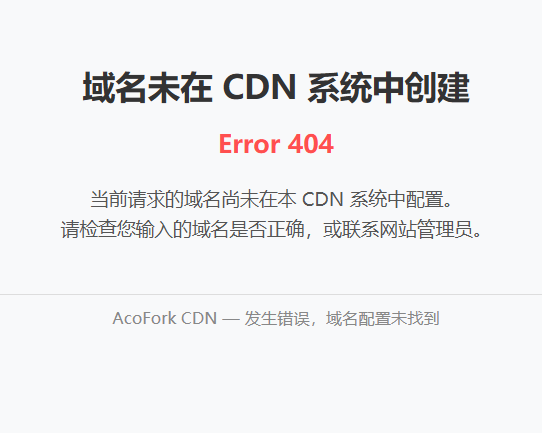 域名未在 CDN 系统中创建
Error 404
当前请求的域名尚未在本 CDN 系统中配置。
请检查您输入的域名是否正确，或联系网站管理员。
AcoFork CDN — 发生错误，域名配置未找到